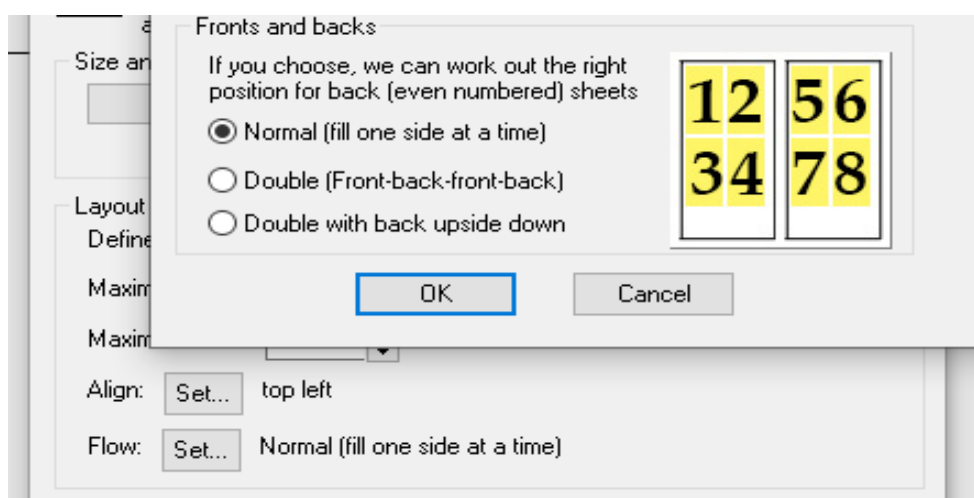 Fronts and backs
Size an
If you choose, we can work out the right
position for back (even numbered) sheets
Normal (fill one side at a time)
Double (Front-back-front-back)
Double with back upside down
12 56
34 78
Layout
Define
OK Cancel
Maxim
Maxim
Align: Set... top left
Flow: Set... Normal (fill one side at a time)